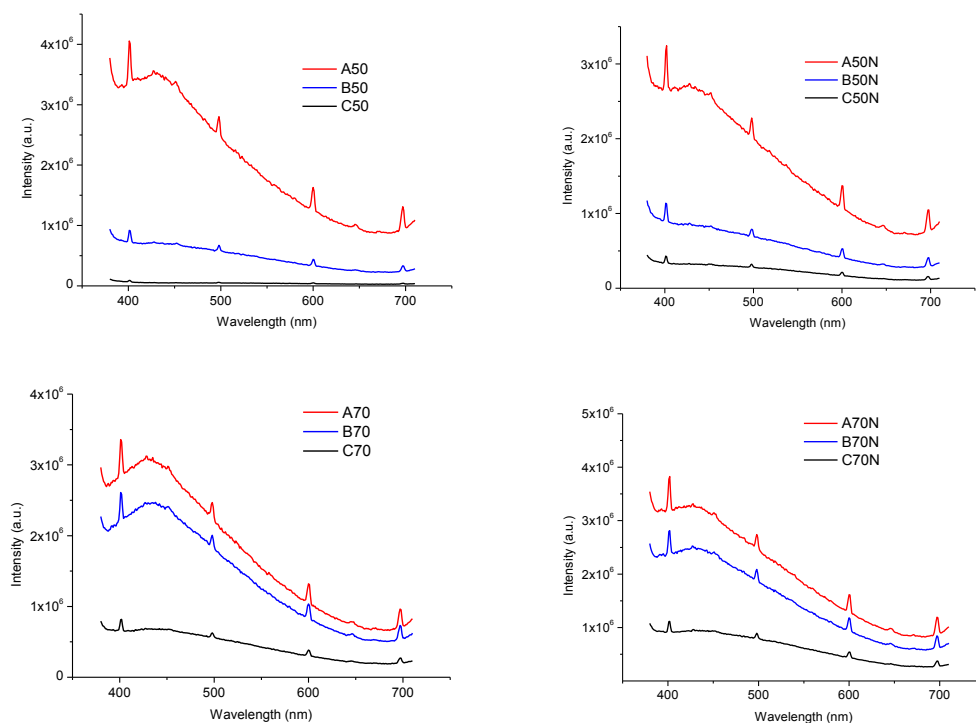 4x10⁶
3x10⁶
2x10⁶
1x10⁶
0
Intensity (a.u.)
A50
B50
C50
400 500 600 700
Wavelength (nm)
3x10⁶
2x10⁶
1x10⁶
0
Intensity (a.u.)
A50N
B50N
C50N
400 500 600 700
Wavelength (nm)
4x10⁶
3x10⁶
2x10⁶
1x10⁶
0
Intensity (a.u.)
A70
B70
C70
400 500 600 700
Wavelength (nm)
5x10⁶
4x10⁶
3x10⁶
2x10⁶
1x10⁶
Intensity (a.u.)
A70N
B70N
C70N
400 500 600 700
Wavelength (nm)